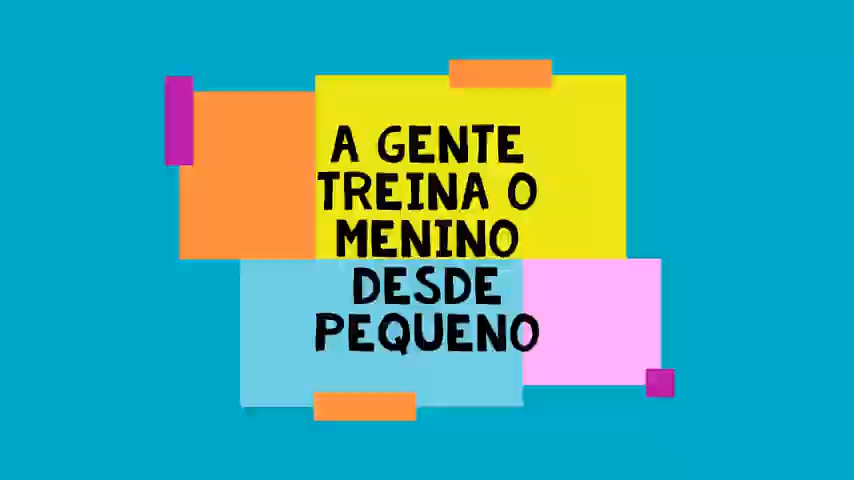 A GENTE
TREINA O
MENINO
DESDE
PEQUENO